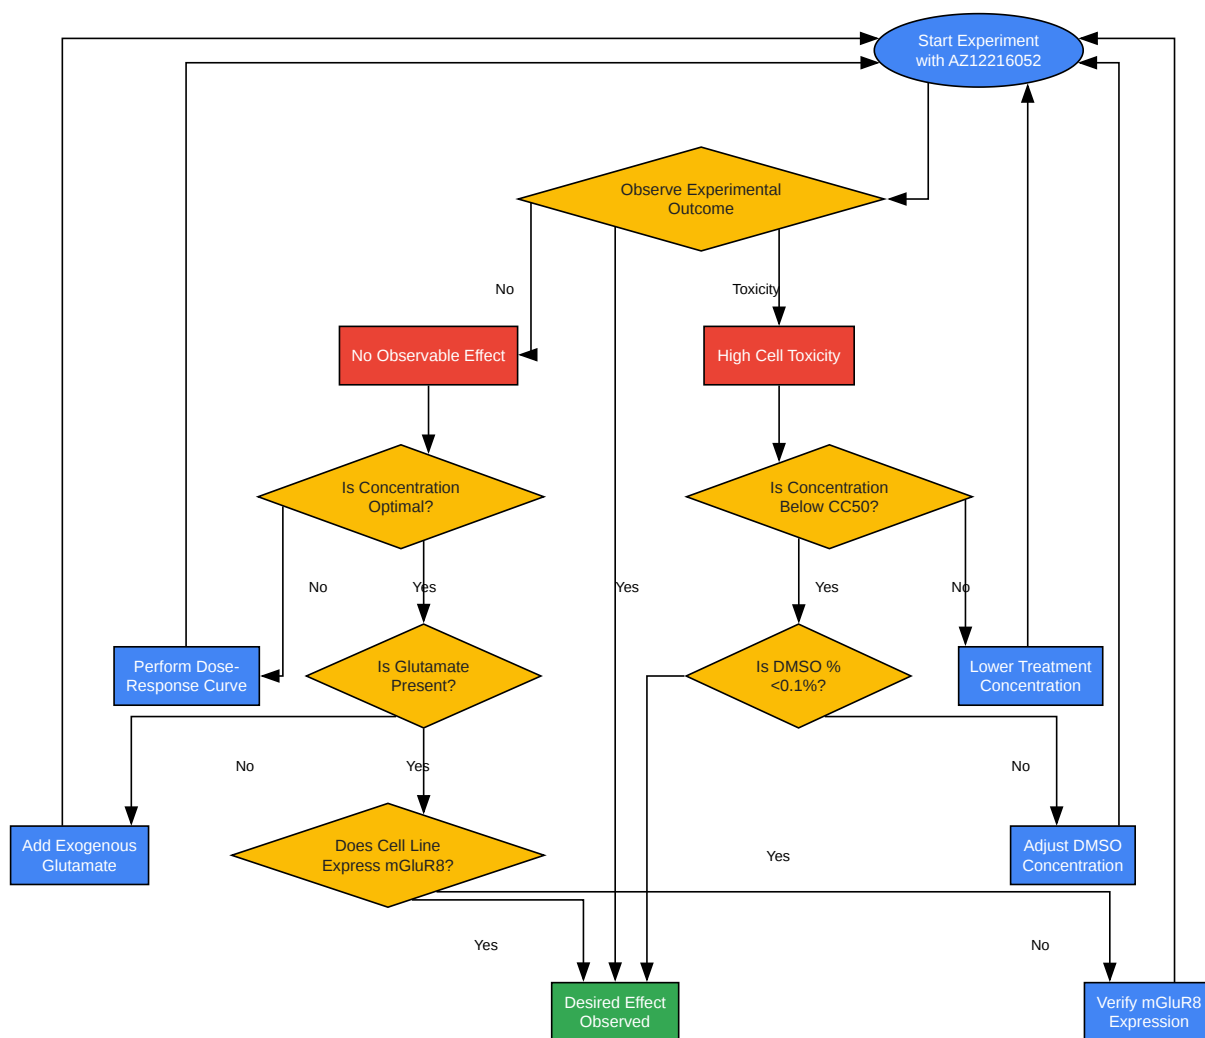 Start Experiment
with AZ12216052
Observe Experimental
Outcome
No
Toxicity
No Observable Effect
High Cell Toxicity
Is Concentration
Optimal?
Is Concentration
Below CC50?
No
Yes
Yes
Yes
No
Perform Dose-
Response Curve
Is Glutamate
Present?
Is DMSO %
<0.1%?
Lower Treatment
Concentration
No
Yes
No
Add Exogenous
Glutamate
Does Cell Line
Express mGluR8?
Yes
Adjust DMSO
Concentration
Yes
No
Desired Effect
Observed
Verify mGluR8
Expression